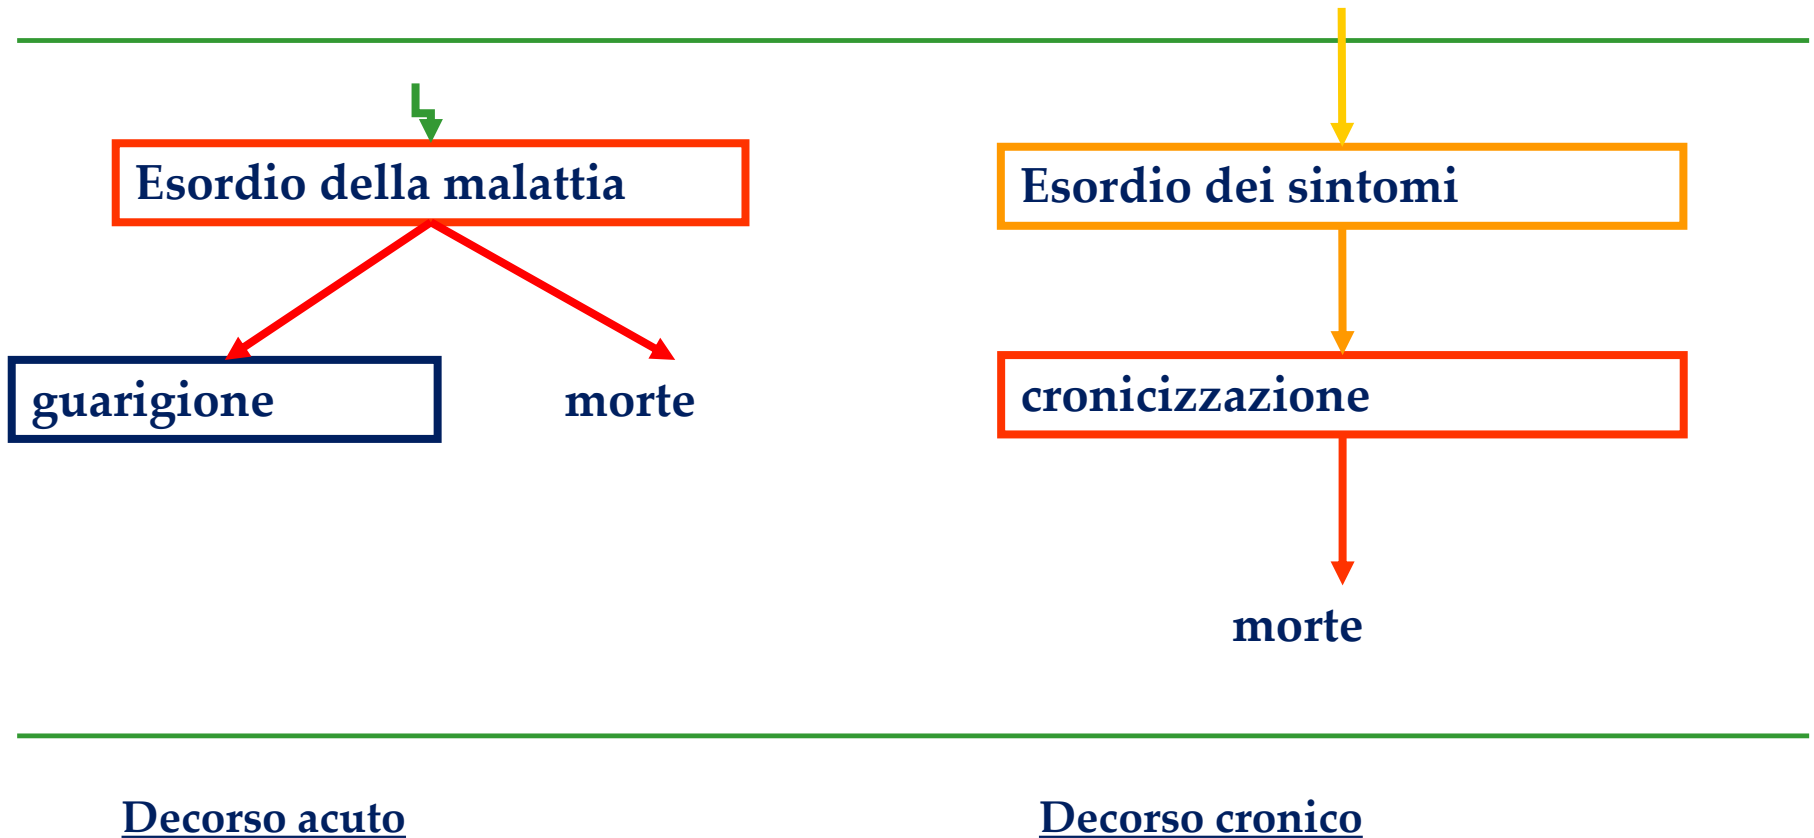 Esordio della malattia
guarigione
morte
Esordio dei sintomi
cronicizzazione
morte
Decorso acuto
Decorso cronico